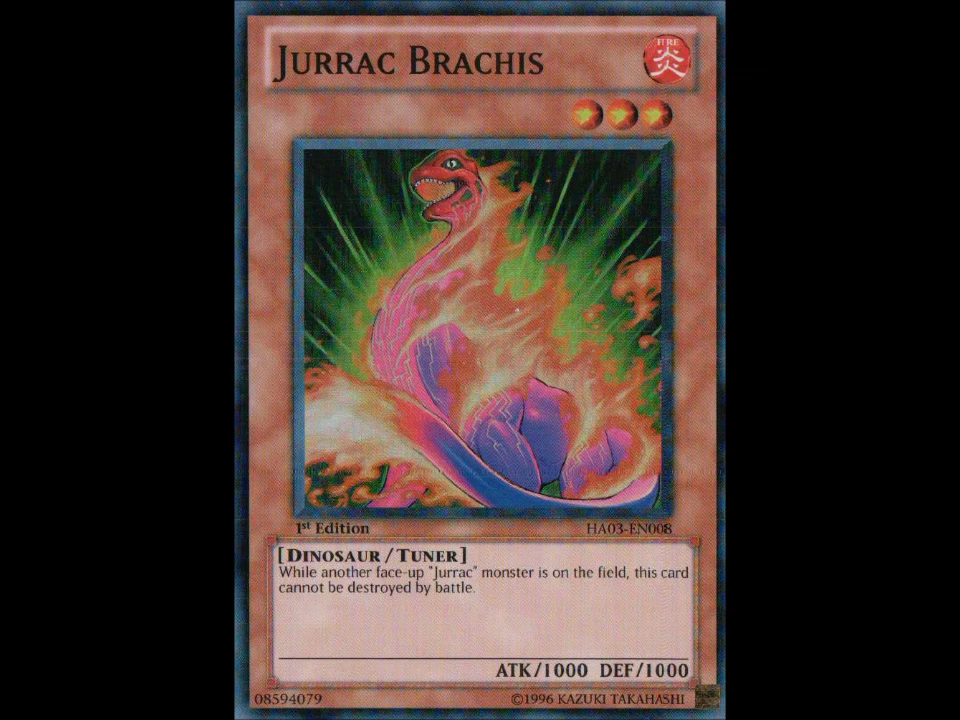 JURRAC BRACHIS
FIRE
炎
1st Edition
HA03-EN008
[DINOSAUR/TUNER]
While another face-up "Jurrac" monster is on the field, this card
cannot be destroyed by battle.
ATK/1000 DEF/1000
08594079
©1996 KAZUKI TAKAHASHI